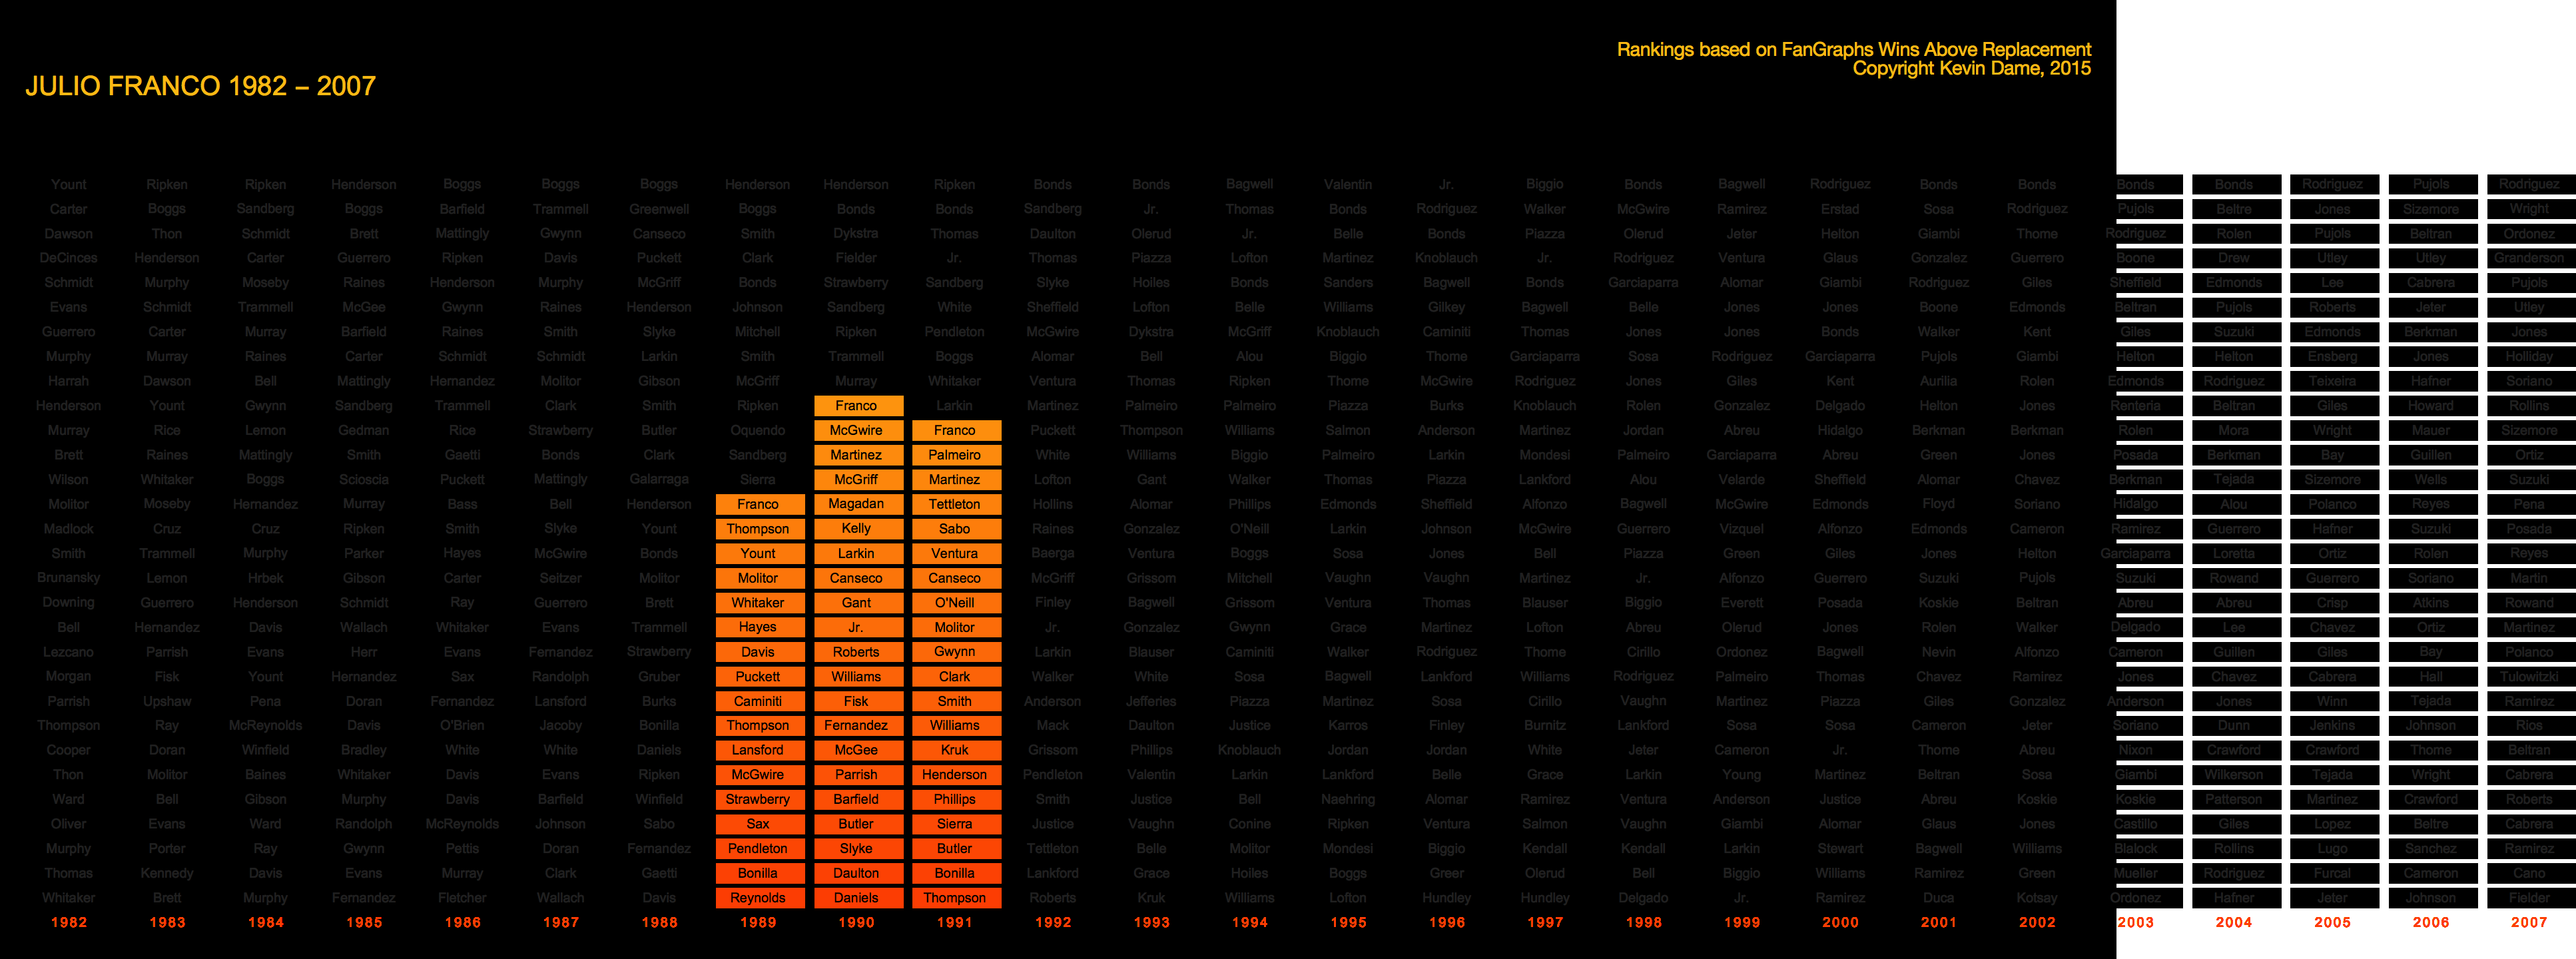 Rankings based on FanGraphs Wins Above Replacement
Copyright Kevin Dame, 2015
JULIO FRANCO 1982 – 2007
Yount Ripken Ripken Henderson Boggs Boggs Boggs Henderson Henderson Ripken Bonds Bonds Bagwell Valentin Jr. Biggio Bonds Bagwell Rodriguez Bonds Bonds Bonds Bonds Rodriguez Pujols Rodriguez
Carter Boggs Sandberg Boggs Barfield Trammell Greenwell Boggs Bonds Bonds Sandberg Jr. Thomas Bonds Rodriguez Walker McGwire Ramirez Erstad Sosa Rodriguez Pujols Beltre Jones Sizemore Wright
Dawson Thon Schmidt Brett Mattingly Gwynn Canseco Smith Dykstra Thomas Daulton Olerud Jr. Belle Bonds Piazza Olerud Jeter Helton Giambi Thome Rodriguez Rolen Pujols Beltran Ordonez
DeCinces Henderson Carter Guerrero Ripken Davis Puckett Clark Fielder Jr. Thomas Piazza Lofton Martinez Knoblauch Jr. Rodriguez Ventura Glaus Gonzalez Guerrero Boone Drew Utley Utley Granderson
Schmidt Murphy Moseby Raines Henderson Murphy McGriff Bonds Strawberry Sandberg Slyke Hoiles Bonds Sanders Bagwell Bonds Garciaparra Alomar Giambi Rodriguez Giles Sheffield Edmonds Lee Cabrera Pujols
Evans Schmidt Trammell McGee Gwynn Raines Henderson Johnson Sandberg White Sheffield Lofton Belle Williams Gilkey Bagwell Belle Jones Jones Boone Edmonds Beltran Pujols Roberts Jeter Utley
Guerrero Carter Murray Barfield Raines Smith Slyke Mitchell Ripken Pendleton McGwire Dykstra McGriff Knoblauch Caminiti Thomas Jones Jones Bonds Walker Kent Giles Suzuki Edmonds Berkman Jones
Murphy Murray Raines Carter Schmidt Schmidt Larkin Smith Trammell Boggs Alomar Bell Alou Biggio Thome Garciaparra Sosa Rodriguez Garciaparra Pujols Giambi Helton Helton Ensberg Jones Holliday
Harrah Dawson Bell Mattingly Hernandez Molitor Gibson McGriff Murray Whitaker Ventura Thomas Ripken Thome McGwire Rodriguez Jones Giles Kent Aurilia Rolen Edmonds Rodriguez Teixeira Hafner Soriano
Henderson Yount Gwynn Sandberg Trammell Clark Smith Ripken Franco Larkin Martinez Palmeiro Palmeiro Piazza Burks Knoblauch Rolen Gonzalez Delgado Helton Jones Renteria Beltran Giles Howard Rollins
Murray Rice Lemon Gedman Rice Strawberry Butler Oquendo McGwire Franco Puckett Thompson Williams Salmon Anderson Martinez Jordan Abreu Hidalgo Berkman Berkman Rolen Mora Wright Mauer Sizemore
Brett Raines Mattingly Smith Gaetti Bonds Clark Sandberg Martinez Palmeiro White Williams Biggio Palmeiro Larkin Mondesi Palmeiro Garciaparra Abreu Green Jones Posada Berkman Bay Guillen Ortiz
Wilson Whitaker Boggs Scioscia Puckett Mattingly Galarraga Sierra McGriff Martinez Lofton Gant Walker Thomas Piazza Lankford Alou Velarde Sheffield Alomar Chavez Berkman Tejada Sizemore Wells Suzuki
Molitor Moseby Hernandez Murray Bass Bell Henderson Franco Magadan Tettleton Hollins Alomar Phillips Edmonds Sheffield Alfonzo Bagwell McGwire Edmonds Floyd Soriano Hidalgo Alou Polanco Reyes Pena
Madlock Cruz Cruz Ripken Smith Slyke Yount Thompson Kelly Sabo Raines Gonzalez O'Neill Larkin Johnson McGwire Guerrero Vizquel Alfonzo Edmonds Cameron Ramirez Guerrero Hafner Suzuki Posada
Smith Trammell Murphy Parker Hayes McGwire Bonds Yount Larkin Ventura Baerga Ventura Boggs Sosa Jones Bell Piazza Green Giles Jones Helton Garciaparra Loretta Ortiz Rolen Reyes
Brunansky Lemon Hrbek Gibson Carter Seitzer Molitor Molitor Canseco Canseco McGriff Grissom Mitchell Vaughn Vaughn Martinez Jr. Alfonzo Guerrero Suzuki Pujols Suzuki Rowand Guerrero Soriano Martin
Downing Guerrero Henderson Schmidt Ray Guerrero Brett Whitaker Gant O'Neill Finley Bagwell Grissom Ventura Thomas Blauser Biggio Everett Posada Koskie Beltran Abreu Abreu Crisp Atkins Rowand
Bell Hernandez Davis Wallach Whitaker Evans Trammell Hayes Jr. Molitor Jr. Gonzalez Gwynn Grace Martinez Lofton Abreu Olerud Jones Rolen Walker Delgado Lee Chavez Ortiz Martinez
Lezcano Parrish Evans Herr Evans Fernandez Strawberry Davis Roberts Gwynn Larkin Blauser Caminiti Walker Rodriguez Thome Cirillo Ordonez Bagwell Nevin Alfonzo Cameron Guillen Giles Bay Polanco
Morgan Fisk Yount Hernandez Sax Randolph Gruber Puckett Williams Clark Walker White Sosa Bagwell Lankford Williams Rodriguez Palmeiro Thomas Chavez Ramirez Jones Chavez Cabrera Hall Tulowitzki
Parrish Upshaw Pena Doran Fernandez Lansford Burks Caminiti Fisk Smith Anderson Jefferies Piazza Martinez Sosa Cirillo Vaughn Martinez Piazza Giles Gonzalez Anderson Jones Winn Tejada Ramirez
Thompson Ray McReynolds Davis O'Brien Jacoby Bonilla Thompson Fernandez Williams Mack Daulton Justice Karros Finley Burnitz Lankford Sosa Sosa Cameron Jeter Soriano Dunn Jenkins Johnson Rios
Cooper Doran Winfield Bradley White White Daniels Lansford McGee Kruk Grissom Phillips Knoblauch Jordan Jordan White Jeter Cameron Jr. Thome Abreu Nixon Crawford Crawford Thome Beltran
Thon Molitor Baines Whitaker Davis Evans Ripken McGwire Parrish Henderson Pendleton Valentin Larkin Lankford Belle Grace Larkin Young Martinez Beltran Sosa Giambi Wilkerson Tejada Wright Cabrera
Ward Bell Gibson Murphy Davis Barfield Winfield Strawberry Barfield Phillips Smith Justice Bell Naehring Alomar Ramirez Ventura Anderson Justice Abreu Koskie Koskie Patterson Martinez Crawford Roberts
Oliver Evans Ward Randolph McReynolds Johnson Sabo Sax Butler Sierra Justice Vaughn Conine Ripken Ventura Salmon Vaughn Giambi Alomar Glaus Jones Castillo Giles Lopez Beltre Cabrera
Murphy Porter Ray Gwynn Pettis Doran Fernandez Pendleton Slyke Butler Tettleton Belle Molitor Mondesi Biggio Kendall Kendall Larkin Stewart Bagwell Williams Blalock Rollins Lugo Sanchez Ramirez
Thomas Kennedy Davis Evans Murray Clark Gaetti Bonilla Daulton Bonilla Lankford Grace Hoiles Boggs Greer Olerud Bell Biggio Williams Ramirez Green Mueller Rodriguez Furcal Cameron Cano
Whitaker Brett Murphy Fernandez Fletcher Wallach Davis Reynolds Daniels Thompson Roberts Kruk Williams Lofton Hundley Hundley Delgado Jr. Ramirez Duca Kotsay Ordonez Hafner Jeter Johnson Fielder
1982 1983 1984 1985 1986 1987 1988 1989 1990 1991 1992 1993 1994 1995 1996 1997 1998 1999 2000 2001 2002 2003 2004 2005 2006 2007